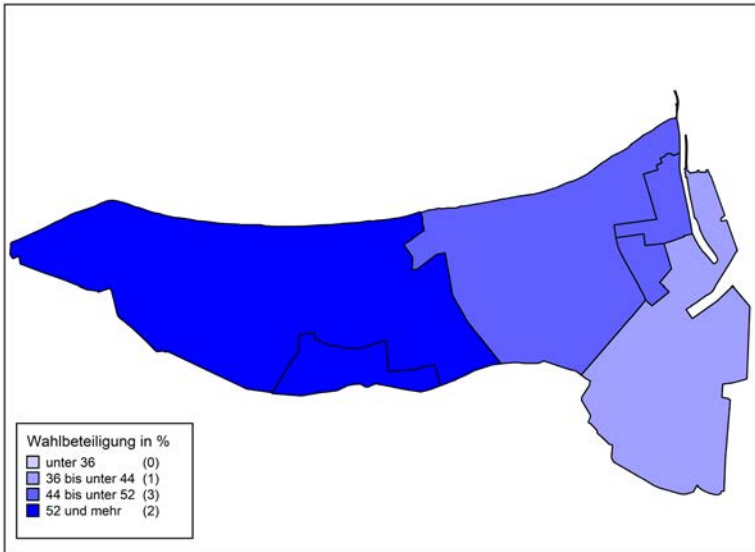 Wahlbeteiligung in %
unter 36 (0)
36 bis unter 44 (1)
44 bis unter 52 (3)
52 und mehr (2)